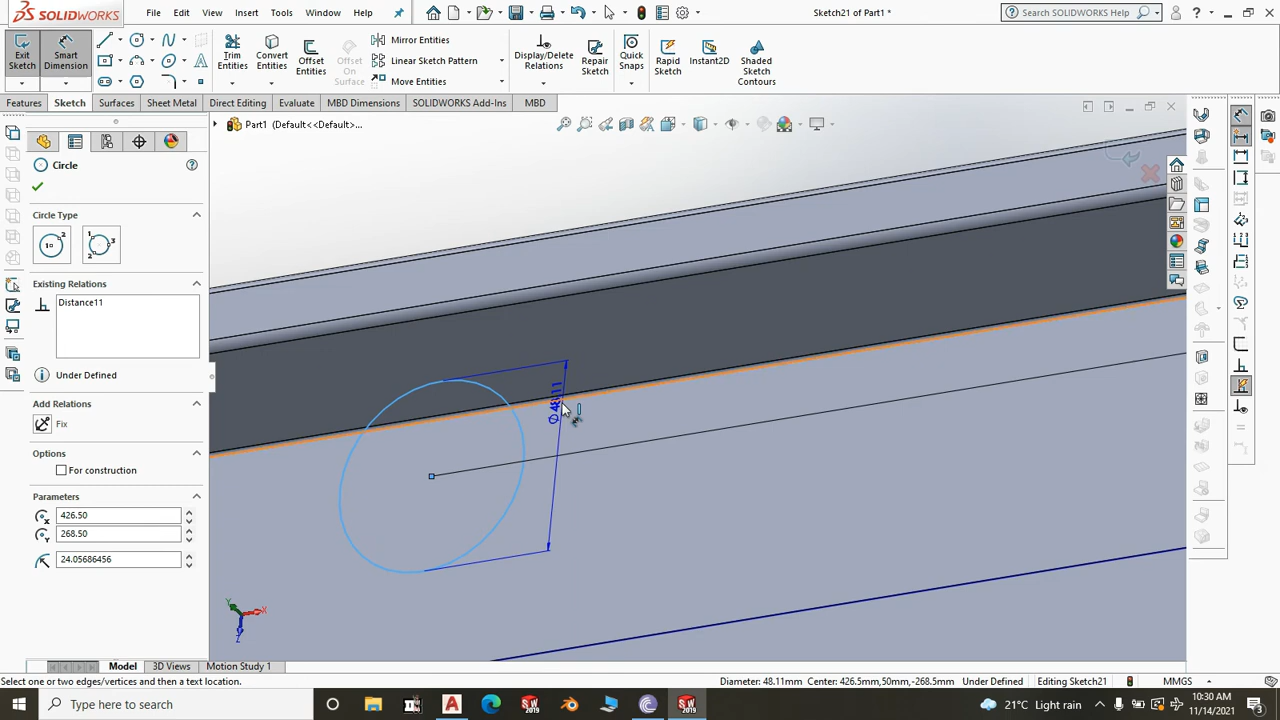 SOLIDWORKS
File Edit View Insert Tools Window Help
Sketch21 of Part1 *
Search SOLIDWORKS Help
Exit Sketch
Smart Dimension
Trim Entities
Convert Entities
Offset Entities
Offset On Surface
Mirror Entities
Linear Sketch Pattern
Move Entities
Display/Delete Relations
Repair Sketch
Quick Snaps
Rapid Sketch
Instant2D
Shaded Sketch Contours
Features Sketch Surfaces Sheet Metal Direct Editing Evaluate MBD Dimensions SOLIDWORKS Add-Ins MBD
Part1 (Default<<Default>...
Circle
Circle Type
Existing Relations
Distance11
Under Defined
Add Relations
Fix
Options
For construction
Parameters
426.50
268.50
24.05686456
Model 3D Views Motion Study 1
Select one or two edges/vertices and then a text location.
Diameter: 48.11mm Center: 426.5mm,50mm,-268.5mm Under Defined Editing Sketch21 MMGS
Type here to search
21°C Light rain
10:30 AM
11/14/2021